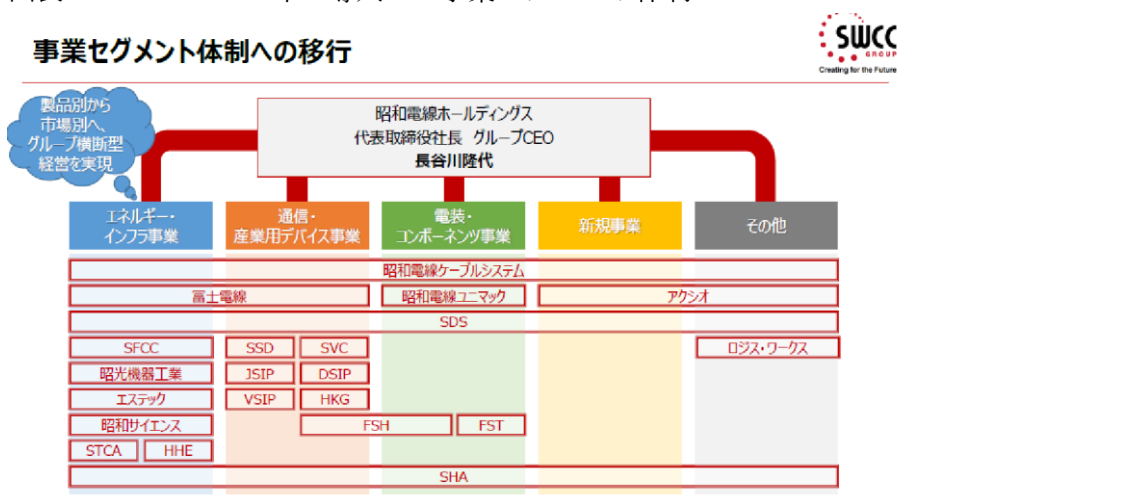 事業セグメント体制への移行
SWCC
GROUP
Creating for the Future
製品別から
市場別へ、
グループ横断型
経営を実現
昭和電線ホールディングス
代表取締役社長 グループCEO
長谷川隆代
エネルギー・
インフラ事業
通信・
産業用デバイス事業
電装・
コンポーネンツ事業
新規事業
その他
昭和電線ケーブルシステム
冨士電線
昭和電線ユニマック
アクシオ
SDS
SFCC
SSD
SVC
ロジス・ワークス
昭光機器工業
JSIP
DSIP
エステック
VSIP
HKG
昭和サイエンス
FSH
FST
STCA
HHE
SHA